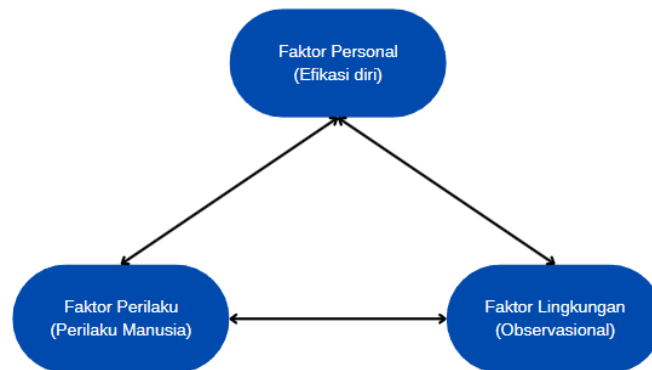 Faktor Personal
(Efikasi diri)
Faktor Perilaku
(Perilaku Manusia)
Faktor Lingkungan
(Observasional)